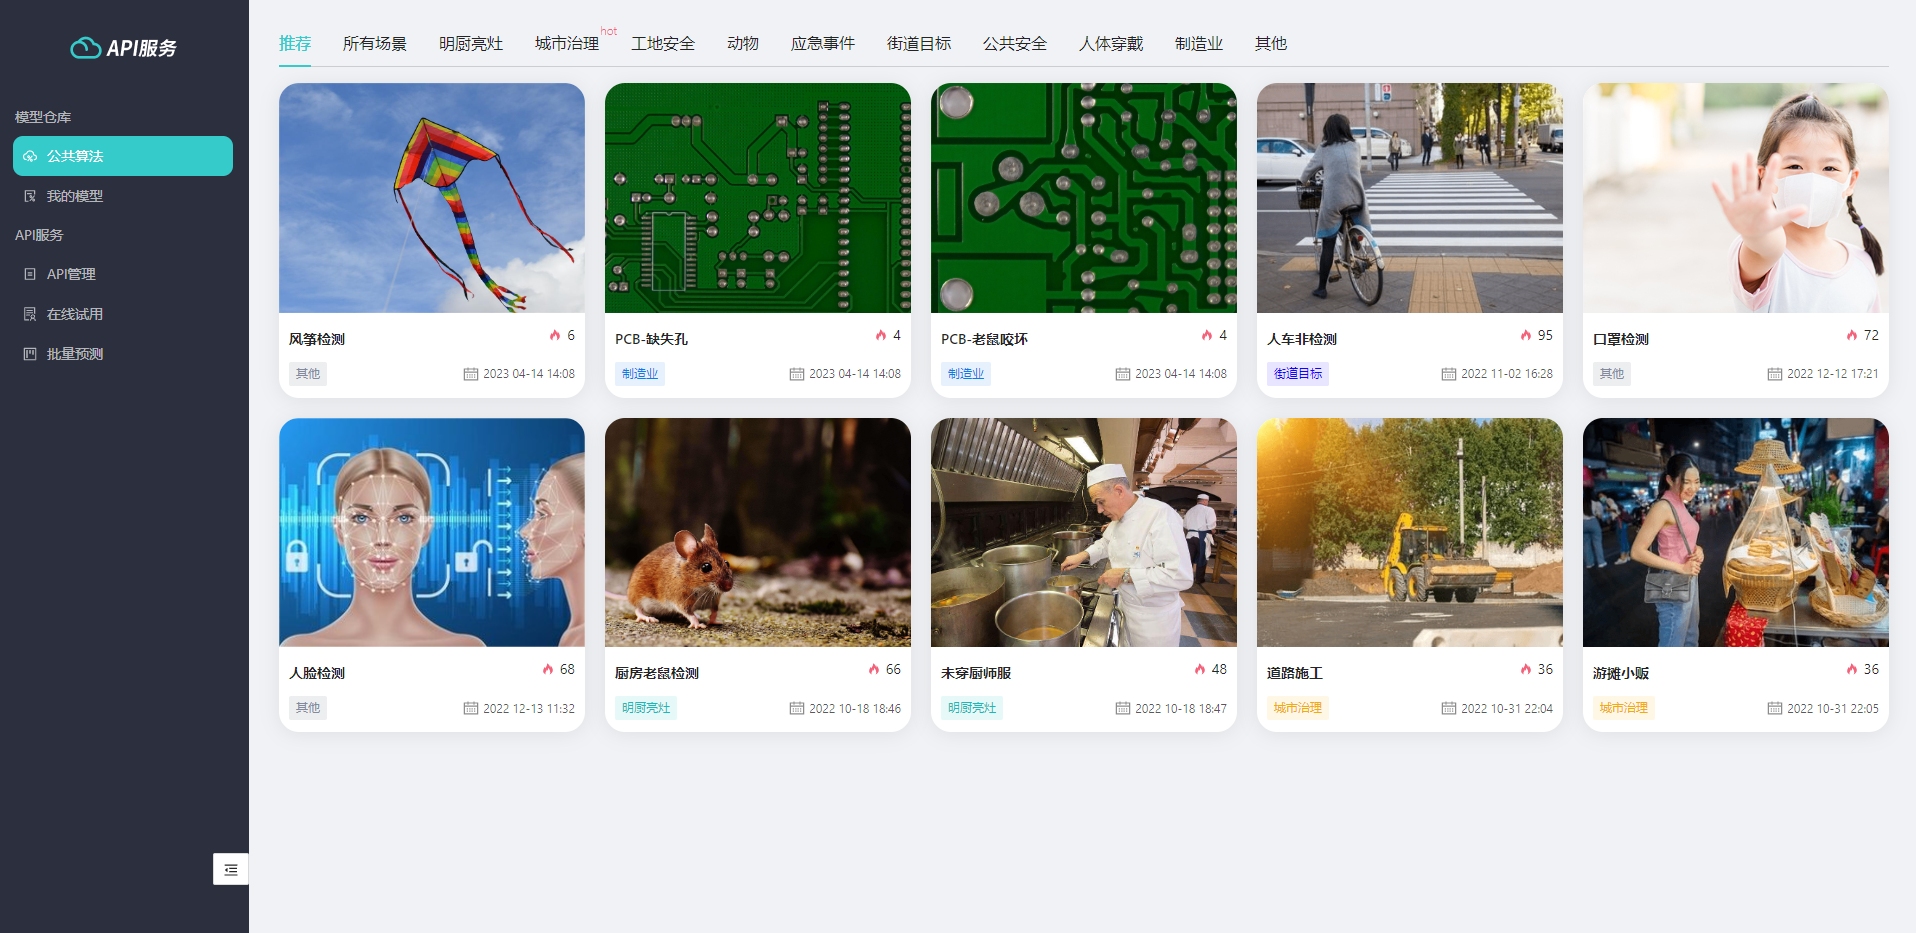 API服务
模型仓库
公共算法
我的模型
API服务
API管理
在线试用
批量预测
推荐 所有场景 明厨亮灶 城市治理 hot 工地安全 动物 应急事件 街道目标 公共安全 人体穿戴 制造业 其他
风筝检测 6
其他 2023 04-14 14:08
PCB-缺失孔 4
制造业 2023 04-14 14:08
PCB-老鼠咬坏 4
制造业 2023 04-14 14:08
人车非检测 95
街道目标 2022 11-02 16:28
口罩检测 72
其他 2022 12-12 17:21
人脸检测 68
其他 2022 12-13 11:32
厨房老鼠检测 66
明厨亮灶 2022 10-18 18:46
未穿厨师服 48
明厨亮灶 2022 10-18 18:47
道路施工 36
城市治理 2022 10-31 22:04
游摊小贩 36
城市治理 2022 10-31 22:05